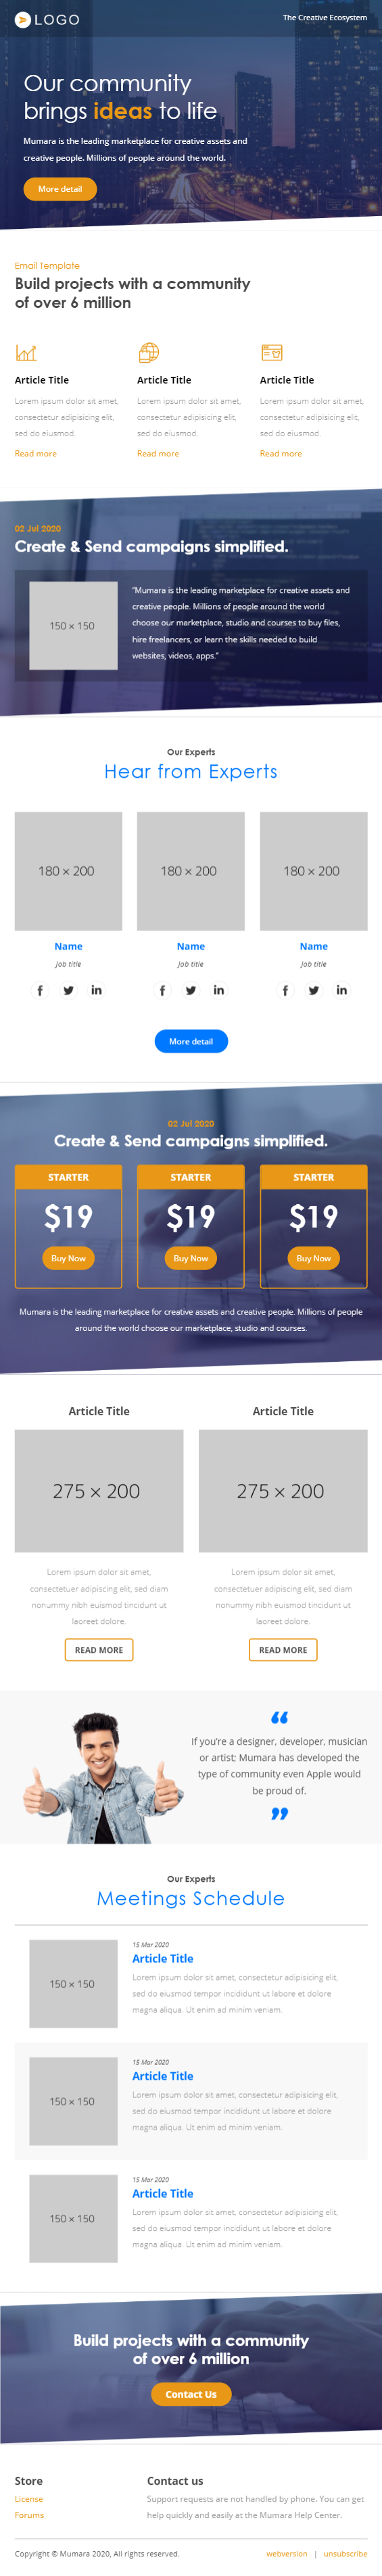 LOGO
The Creative Ecosystem
Our community
brings ideas to life
Mumara is the leading marketplace for creative assets and
creative people. Millions of people around the world.
More detail
Email Template
Build projects with a community
of over 6 million
Article Title
Lorem ipsum dolor sit amet,
consectetur adipisicing elit,
sed do eiusmod.
Read more
Article Title
Lorem ipsum dolor sit amet,
consectetur adipisicing elit,
sed do eiusmod.
Read more
Article Title
Lorem ipsum dolor sit amet,
consectetur adipisicing elit,
sed do eiusmod.
Read more
02 Jul 2020
Create & Send campaigns simplified.
150 × 150
“Mumara is the leading marketplace for creative assets and
creative people. Millions of people around the world
choose our marketplace, studio and courses to buy files,
hire freelancers, or learn the skills needed to build
websites, videos, apps.”
Our Experts
Hear from Experts
180 × 200
Name
Job title
180 × 200
Name
Job title
180 × 200
Name
Job title
More detail
02 Jul 2020
Create & Send campaigns simplified.
STARTER
$19
Buy Now
STARTER
$19
Buy Now
STARTER
$19
Buy Now
Mumara is the leading marketplace for creative assets and creative people. Millions of people
around the world choose our marketplace, studio and courses.
Article Title
275 × 200
Lorem ipsum dolor sit amet,
consectetuer adipiscing elit, sed diam
nonummy nibh euismod tincidunt ut
laoreet dolore.
READ MORE
Article Title
275 × 200
Lorem ipsum dolor sit amet,
consectetuer adipiscing elit, sed diam
nonummy nibh euismod tincidunt ut
laoreet dolore.
READ MORE
“
If you're a designer, developer, musician
or artist; Mumara has developed the
type of community even Apple would
be proud of.
”
Our Experts
Meetings Schedule
150 × 150
15 Mar 2020
Article Title
Lorem ipsum dolor sit amet, consectetur adipisicing elit,
sed do eiusmod tempor incididunt ut labore et dolore
magna aliqua. Ut enim ad minim veniam.
150 × 150
15 Mar 2020
Article Title
Lorem ipsum dolor sit amet, consectetur adipisicing elit,
sed do eiusmod tempor incididunt ut labore et dolore
magna aliqua. Ut enim ad minim veniam.
150 × 150
15 Mar 2020
Article Title
Lorem ipsum dolor sit amet, consectetur adipisicing elit,
sed do eiusmod tempor incididunt ut labore et dolore
magna aliqua. Ut enim ad minim veniam.
Build projects with a community
of over 6 million
Contact Us
Store
License
Forums
Contact us
Support requests are not handled by phone. You can get
help quickly and easily at the Mumara Help Center.
Copyright © Mumara 2020, All rights reserved.
webversion | unsubscribe